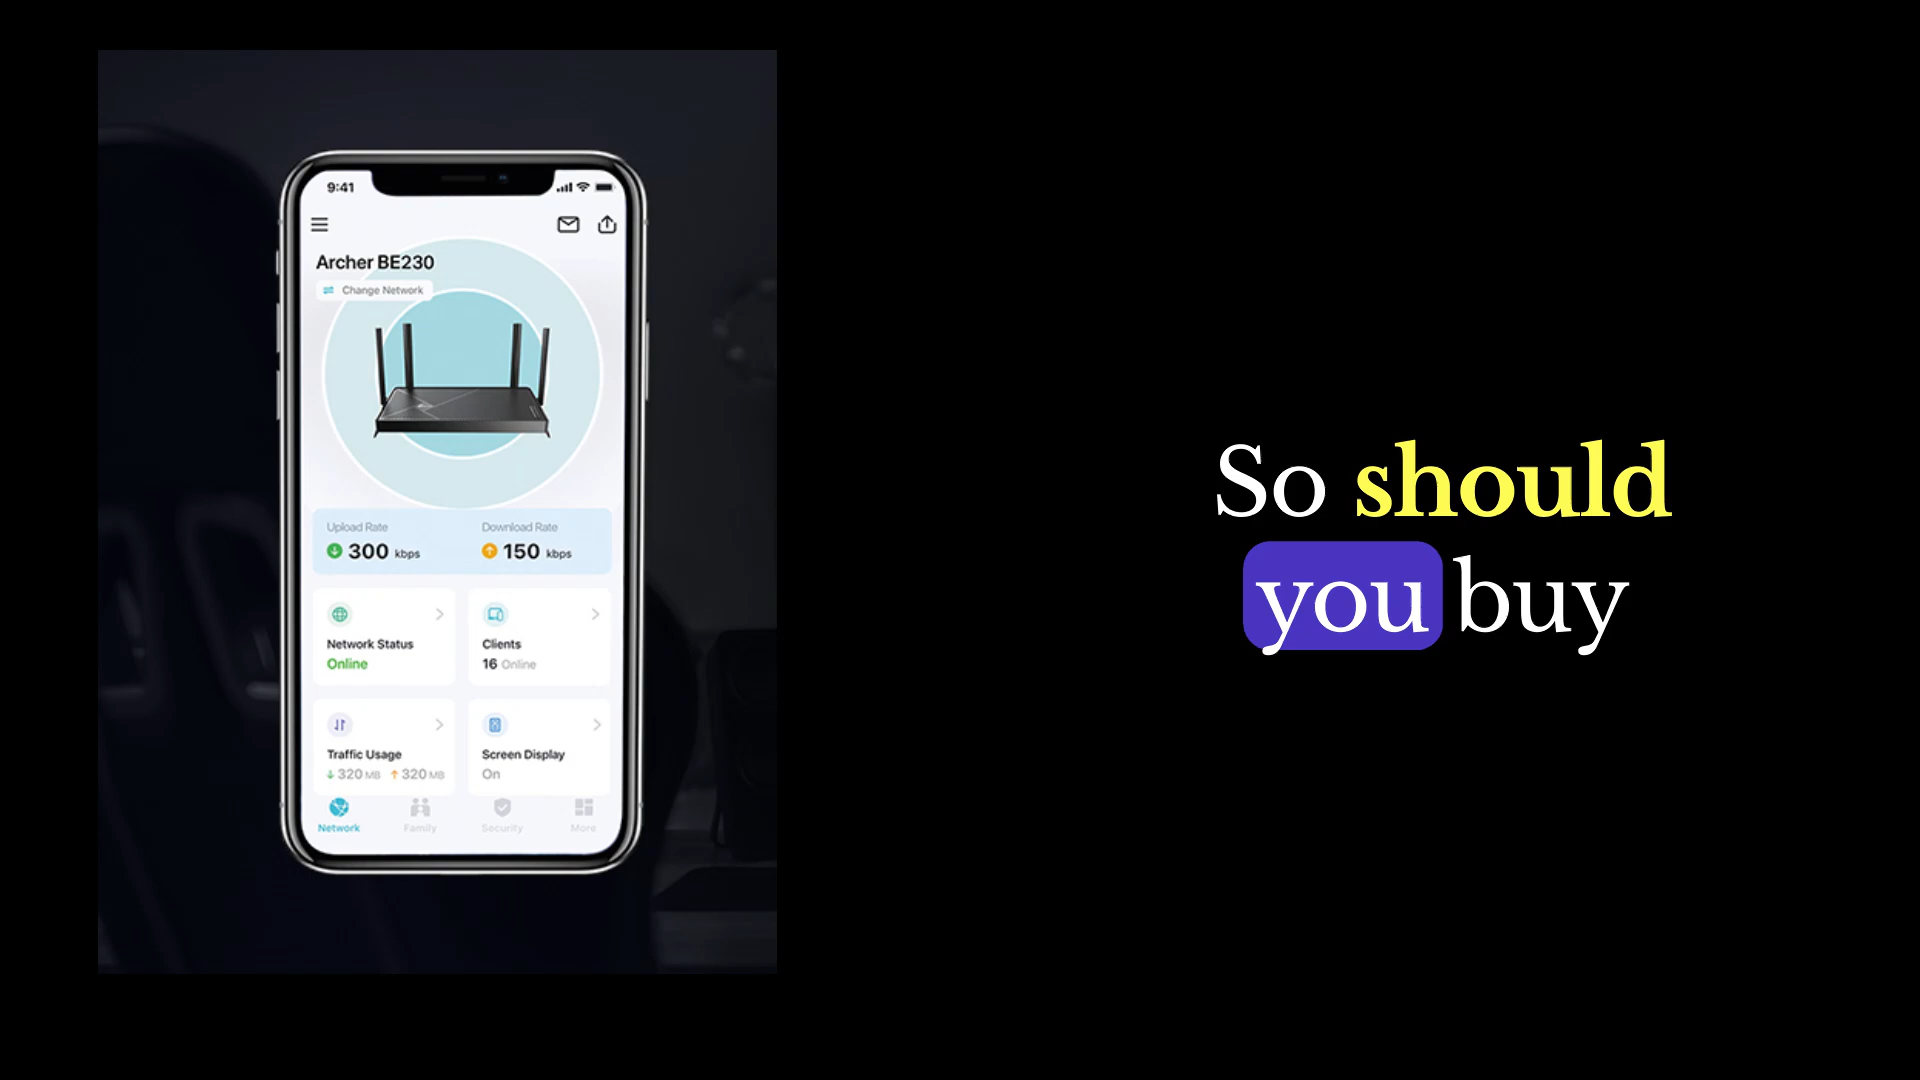 9:41
Archer BE230
Change Network
Upload Rate
300 kbps
Download Rate
150 kbps
Network Status
Online
Clients
16 Online
Traffic Usage
320 MB 320 MB
Screen Display
On
Network Family Security More
So should
you buy